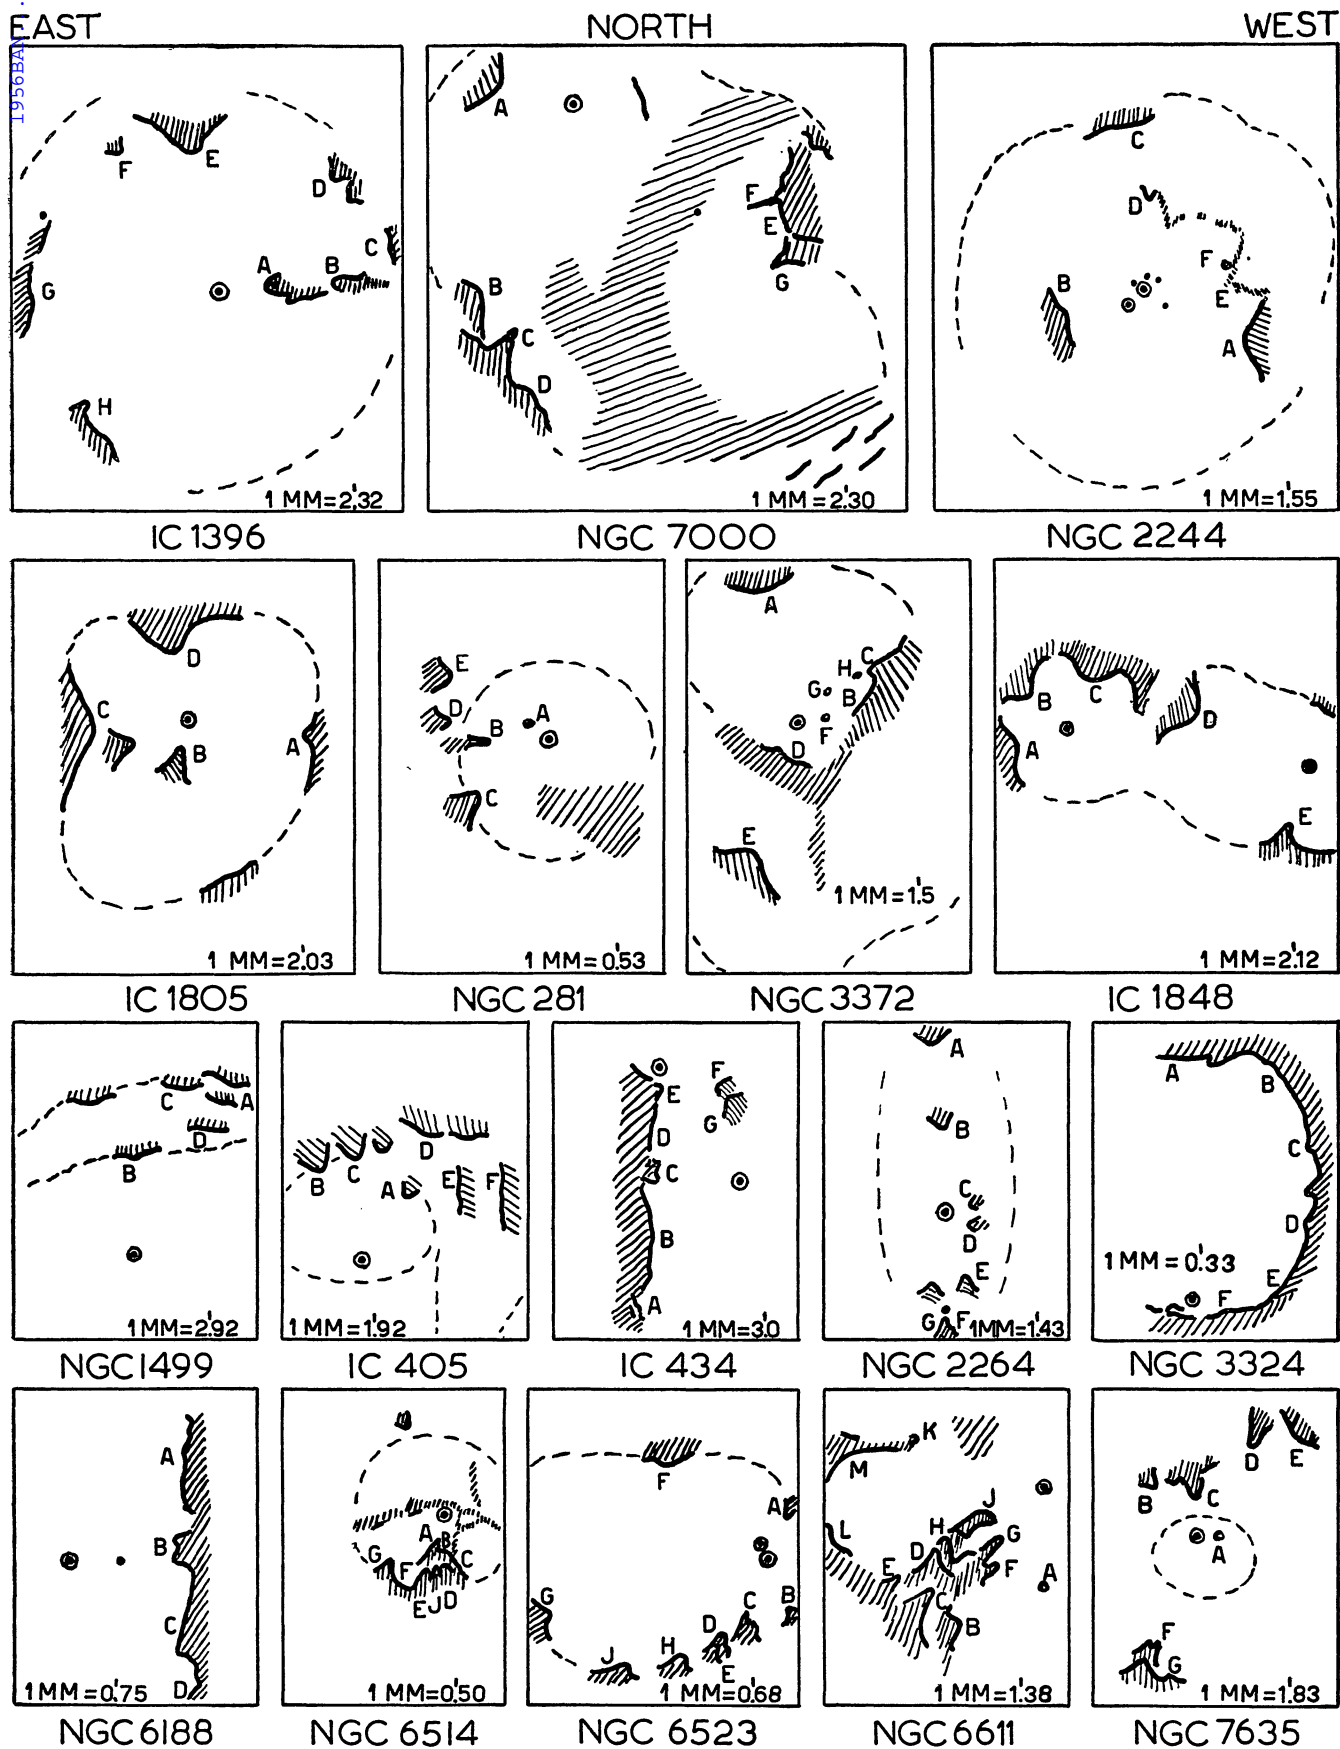 EAST NORTH WEST
1956BAN
A
B
C
D
E
F
G
H
1 MM=2.'32
IC 1396
A
B
C
D
E
F
G
1 MM=2.'30
NGC 7000
A
B
C
D
E
F
1 MM=1.'55
NGC 2244
D
C
B
A
1 MM=2.'03
IC 1805
E
D
A
B
C
1 MM=0.'53
NGC 281
A
C
H
G
B
F
D
E
1 MM=1.'5
NGC 3372
B
C
D
A
E
1 MM=2.'12
IC 1848
C
A
D
B
1 MM=2.'92
NGC1499
D
B
C
A
E
F
1 MM=1.'92
IC 405
F
E
G
D
C
B
A
1 MM=3.'0
IC 434
A
B
C
D
E
G
F
1MM=1.'43
NGC 2264
A
B
C
D
E
F
1 MM=0.'33
NGC 3324
A
B
C
D
1 MM=0.'75
NGC 6188
A
B
G
F
C
E J D
1 MM=0.'50
NGC 6514
F
A
G
B
C
D
H
J
E
1 MM=0.'68
NGC 6523
K
M
J
L
H
G
D
E
F
A
C
B
1 MM=1.'38
NGC 6611
D
E
B
C
A
F
G
1 MM=1.'83
NGC 7635